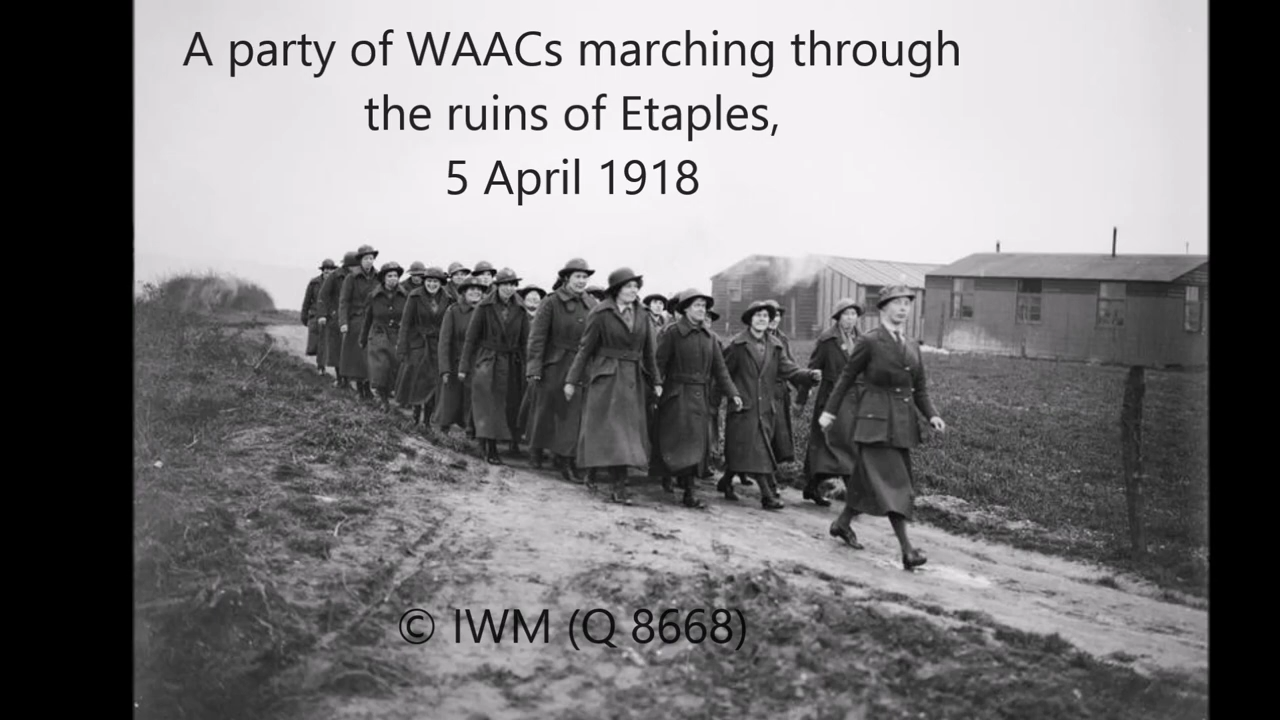 A party of WAACs marching through
the ruins of Etaples,
5 April 1918
© IWM (Q 8668)